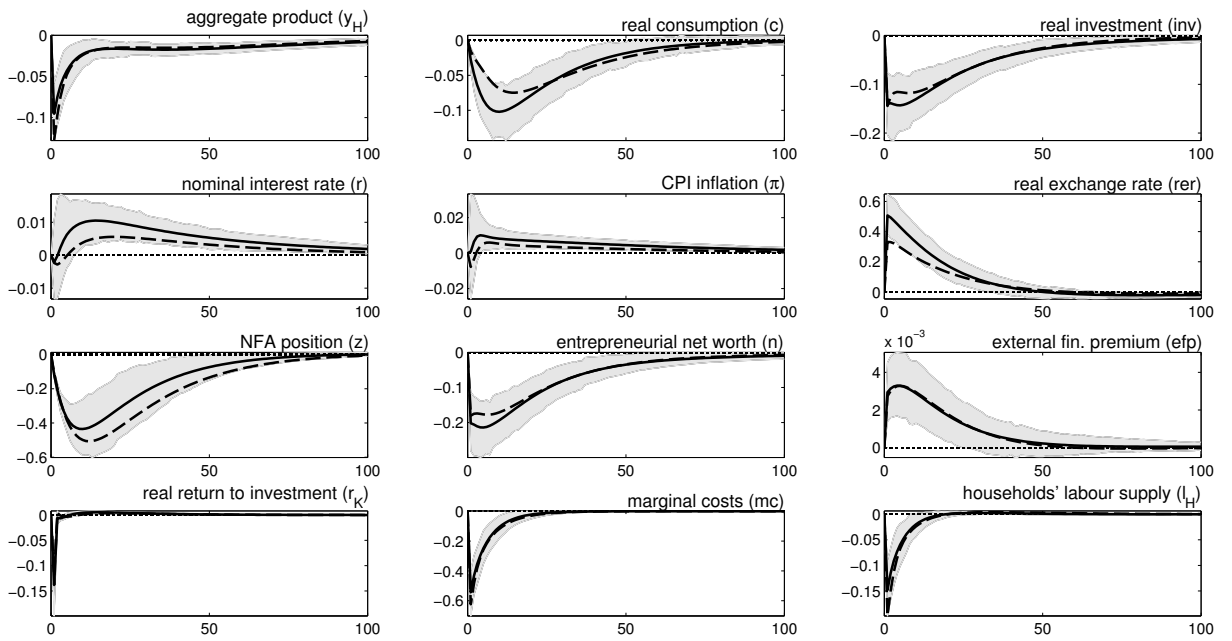 aggregate product (y_H)
0
−0.05
−0.1
0 50 100
real consumption (c)
0
−0.05
−0.1
0 50 100
real investment (inv)
0
−0.1
−0.2
0 50 100
nominal interest rate (r)
0.01
0
−0.01
0 50 100
CPI inflation (π)
0.02
0
−0.02
0 50 100
real exchange rate (rer)
0.6
0.4
0.2
0
0 50 100
NFA position (z)
0
−0.2
−0.4
−0.6
0 50 100
entrepreneurial net worth (n)
0
−0.1
−0.2
−0.3
−0.4
0 50 100
external fin. premium (efp)
x 10⁻³
4
2
0
0 50 100
real return to investment (r_K)
0
−0.05
−0.1
−0.15
0 50 100
marginal costs (mc)
0
−0.2
−0.4
−0.6
0 50 100
households' labour supply (l_H)
0
−0.05
−0.1
−0.15
0 50 100